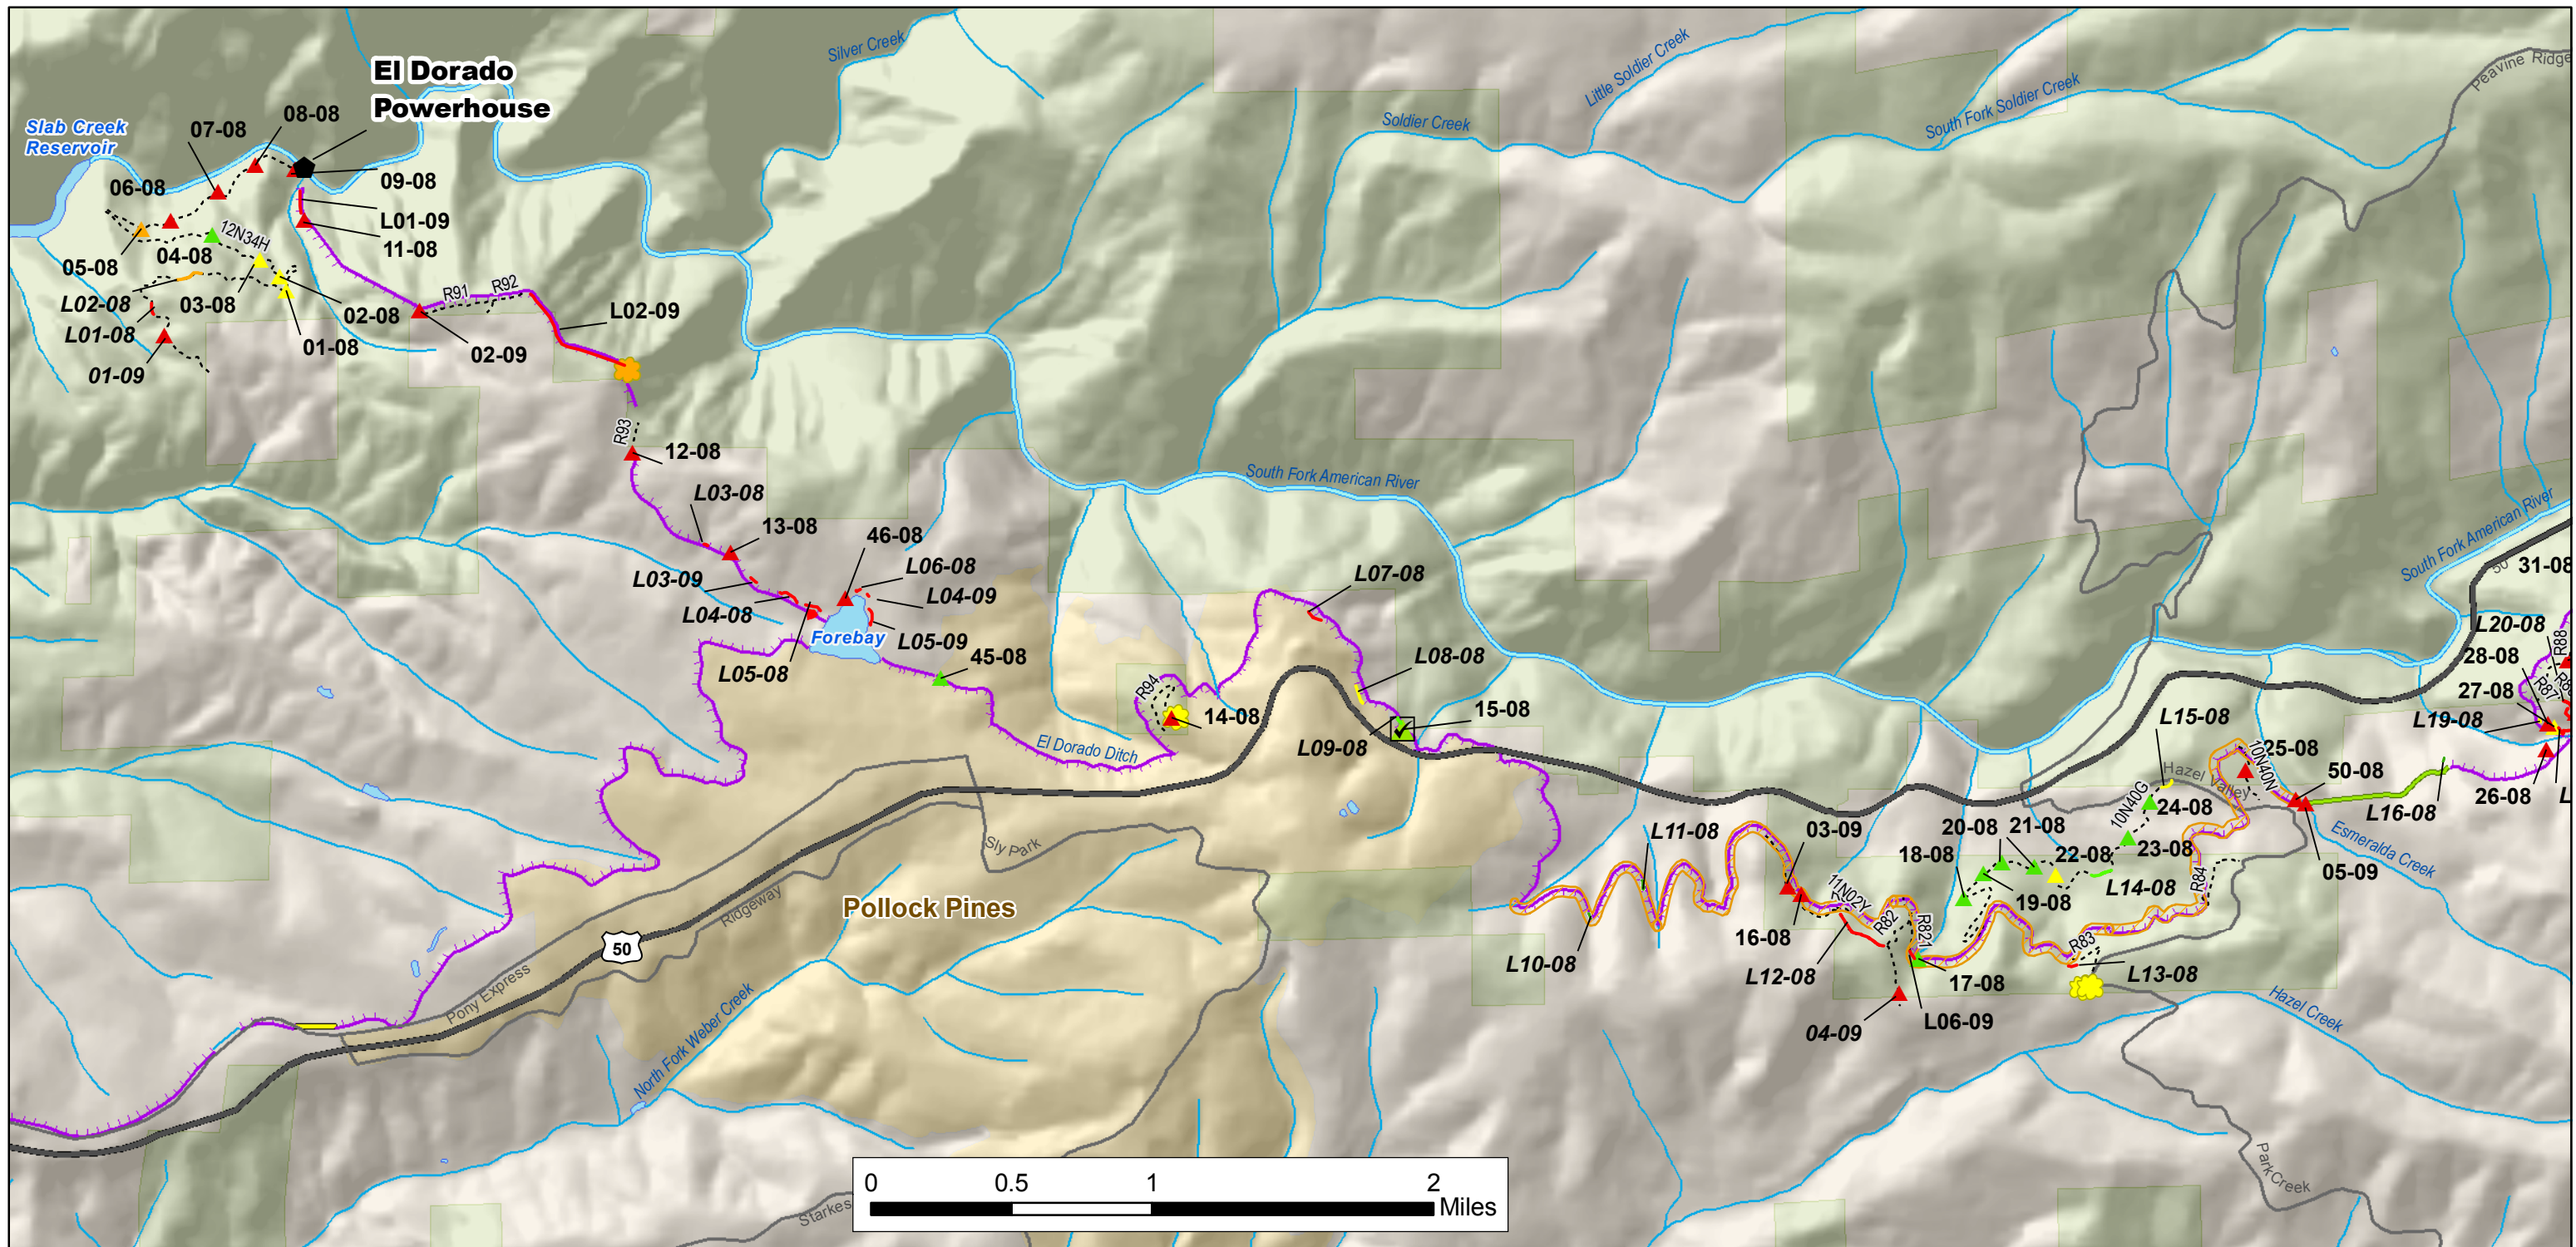 El Dorado
Powerhouse
Silver Creek
Little Soldier Creek
Peavine Ridge
Slab Creek
Reservoir
07-08
08-08
Soldier Creek
South Fork Soldier Creek
06-08
09-08
L01-09
11-08
12N34H
05-08
04-08
L02-08
03-08
02-08
R91
R92
L02-09
L01-08
01-08
02-09
01-09
R93
12-08
South Fork American River
L03-08
13-08
46-08
South Fork American River
50
31-08
L03-09
L06-08
L04-09
L04-08
L07-08
Forebay
L05-09
L20-08
R88
L05-08
45-08
L08-08
28-08
R87
27-08
R94
14-08
15-08
L15-08
L19-08
El Dorado Ditch
L09-08
25-08
10N40N
Hazel Valley
50-08
26-08
10N40G
24-08
L16-08
Sly Park
L11-08
03-09
20-08
21-08
23-08
Esmeralda Creek
18-08
22-08
05-09
L14-08
R84
11N02Y
19-08
Pollock Pines
Ridgeway
R82
R821
16-08
R83
50
L10-08
L12-08
17-08
L13-08
Pony Express
North Fork Weber Creek
04-09
L06-09
Hazel Creek
Park Creek
Starkes
0
0.5
1
2
Miles